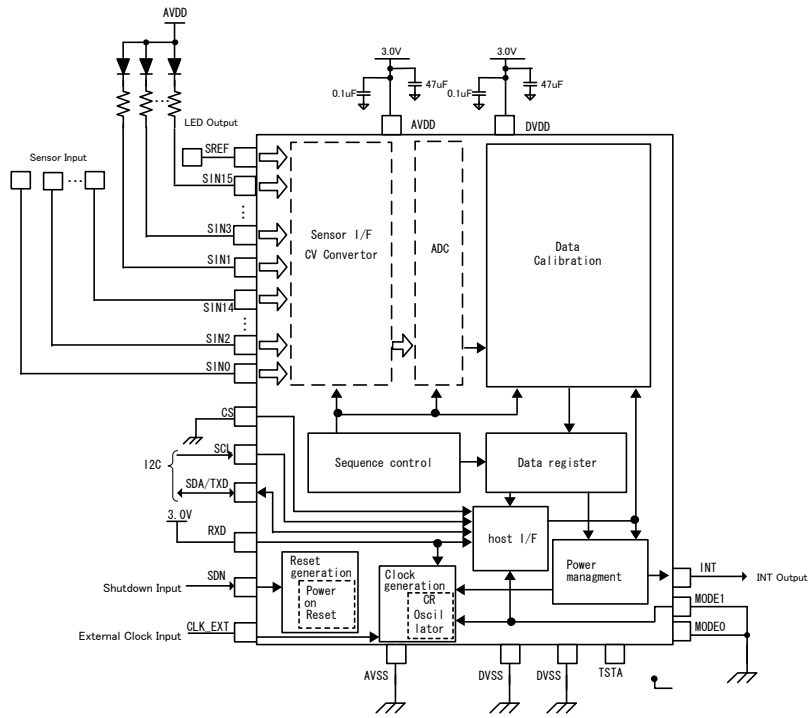 AVDD
3.0V
3.0V
0.1uF
47uF
0.1uF
47uF
LED Output
AVDD
DVDD
Sensor Input
SREF
SIN15
SIN3
SIN1
SIN14
SIN2
SIN0
Sensor I/F
CV Convertor
ADC
Data
Calibration
CS
SCL
I2C
SDA/TXD
3.0V
RXD
Sequence control
Data register
host I/F
Power
managment
INT
INT Output
Shutdown Input
SDN
Reset
generation
Power
on
Reset
Clock
generation
CR
Oscil
lator
MODE1
MODE0
External Clock Input
CLK_EXT
AVSS
DVSS
DVSS
TSTA